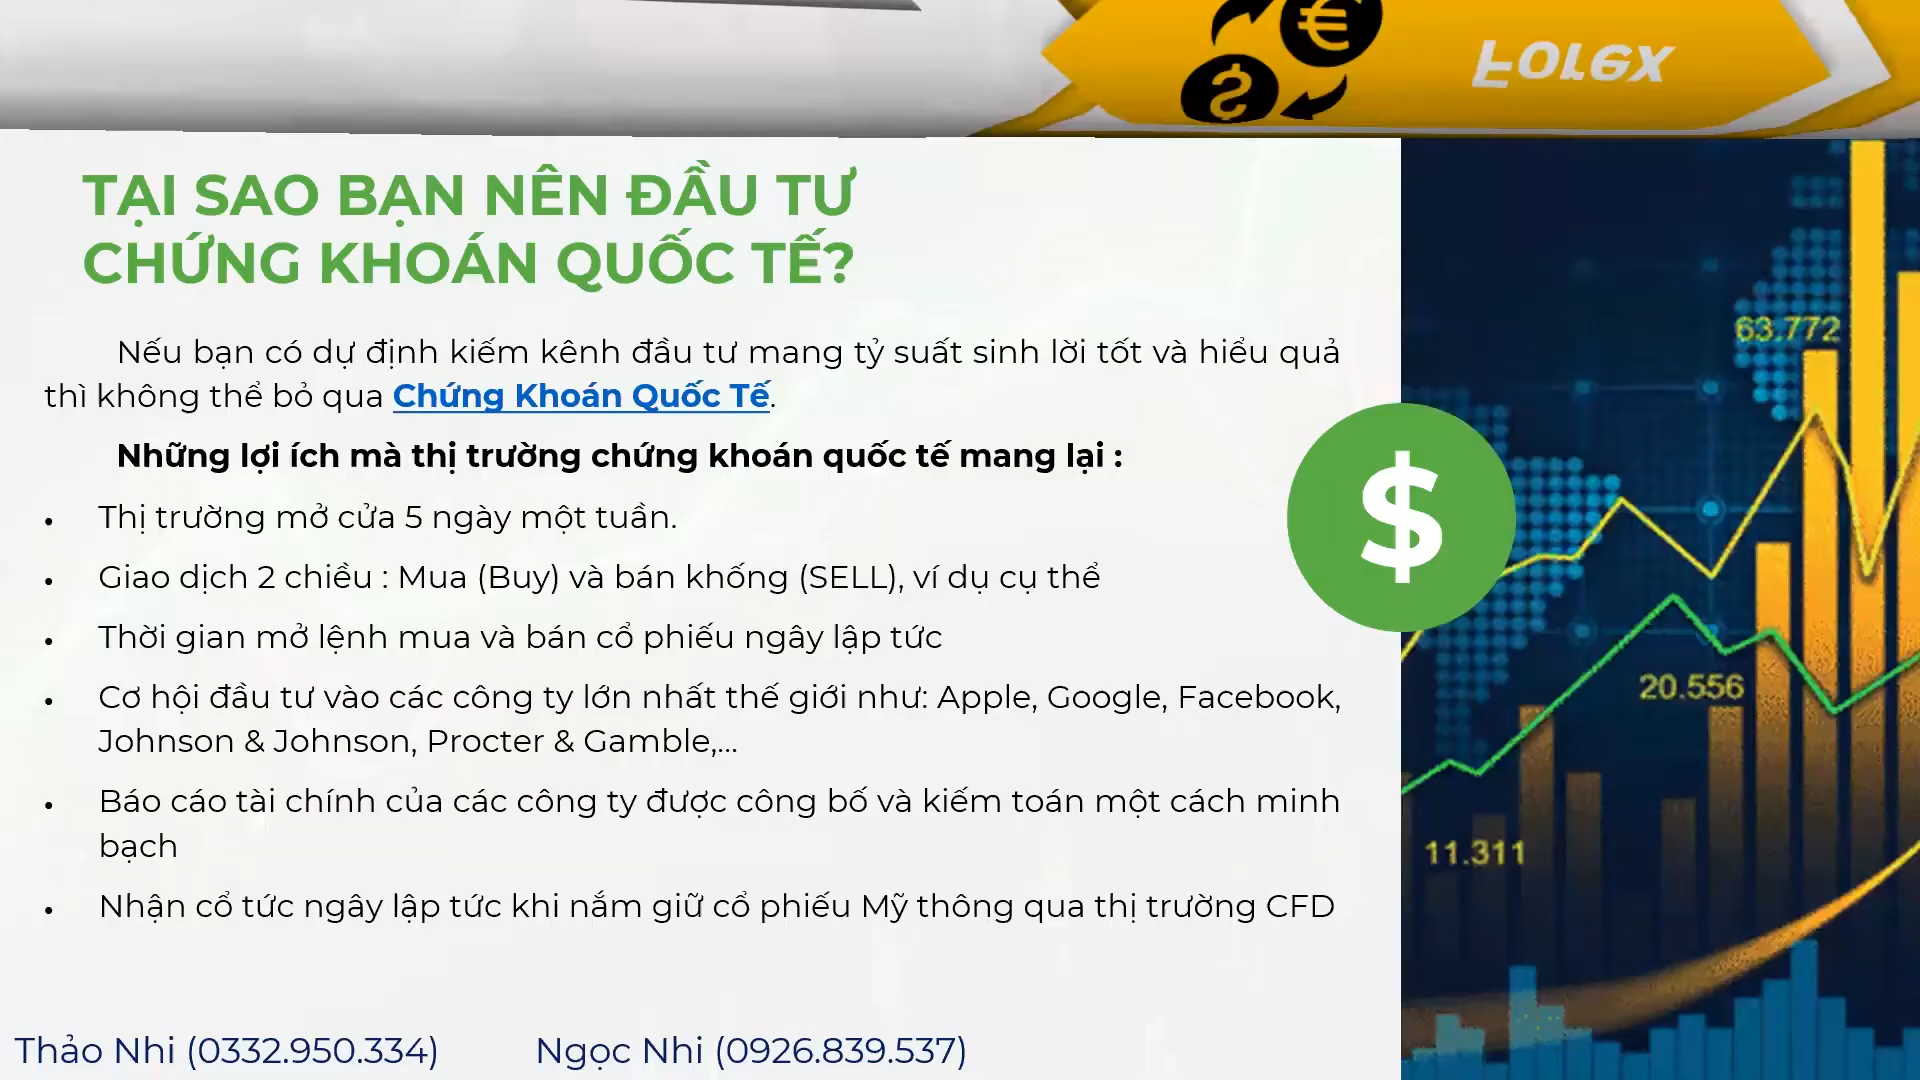 Forex
TẠI SAO BẠN NÊN ĐẦU TƯ
CHỨNG KHOÁN QUỐC TẾ?
Nếu bạn có dự định kiếm kênh đầu tư mang tỷ suất sinh lời tốt và hiểu quả
thì không thể bỏ qua Chứng Khoán Quốc Tế.
Những lợi ích mà thị trường chứng khoán quốc tế mang lại :
• Thị trường mở cửa 5 ngày một tuần.
• Giao dịch 2 chiều : Mua (Buy) và bán khống (SELL), ví dụ cụ thể
• Thời gian mở lệnh mua và bán cổ phiếu ngây lập tức
• Cơ hội đầu tư vào các công ty lớn nhất thế giới như: Apple, Google, Facebook,
Johnson & Johnson, Procter & Gamble,...
• Báo cáo tài chính của các công ty được công bố và kiếm toán một cách minh
bạch
• Nhận cổ tức ngây lập tức khi nắm giữ cổ phiếu Mỹ thông qua thị trường CFD
$
63.772
20.556
11.311
Thảo Nhi (0332.950.334) Ngọc Nhi (0926.839.537)